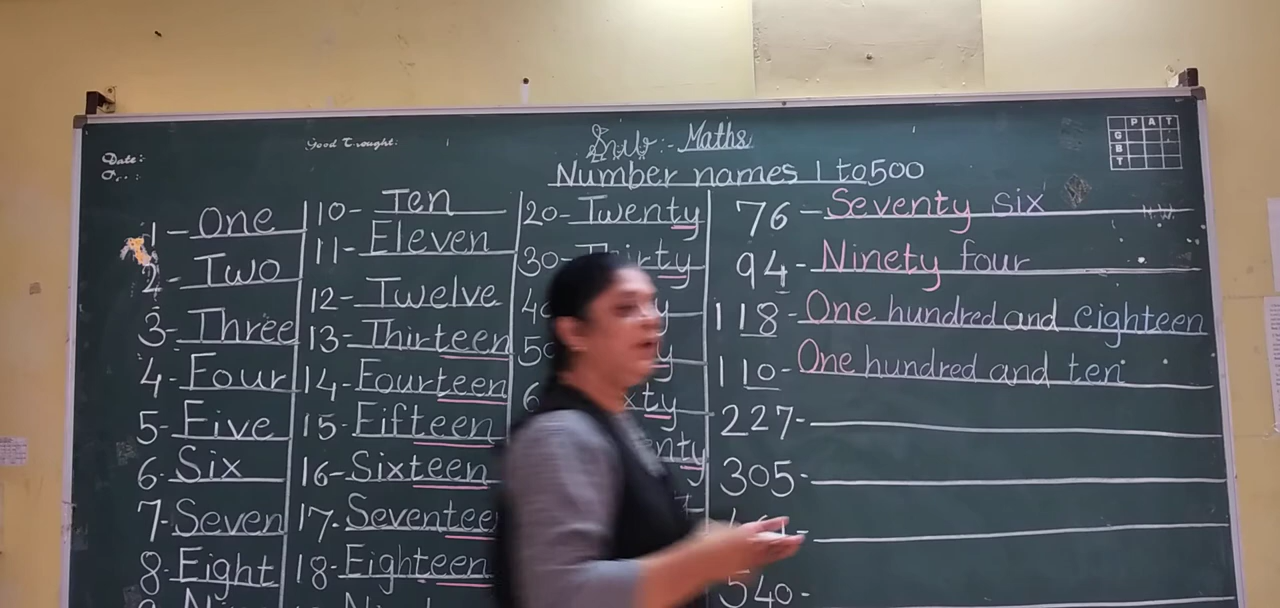 Good Thought:
Date:-
Sub:- Maths
P A T
G
B
T
Number names 1 to 500
H.W.
1 - One
2 - Two
3 - Three
4 - Four
5 - Five
6 - Six
7 - Seven
8 - Eight
10 - Ten
11 - Eleven
12 - Twelve
13 - Thirteen
14 - Fourteen
15 - Fifteen
16 - Sixteen
17 - Seventee
18 - Eighteen
20 - Twenty
30 - Thirty
76 - Seventy six
94 - Ninety four
118 - One hundred and eighteen
110 - One hundred and ten
227 -
305 -
540 -